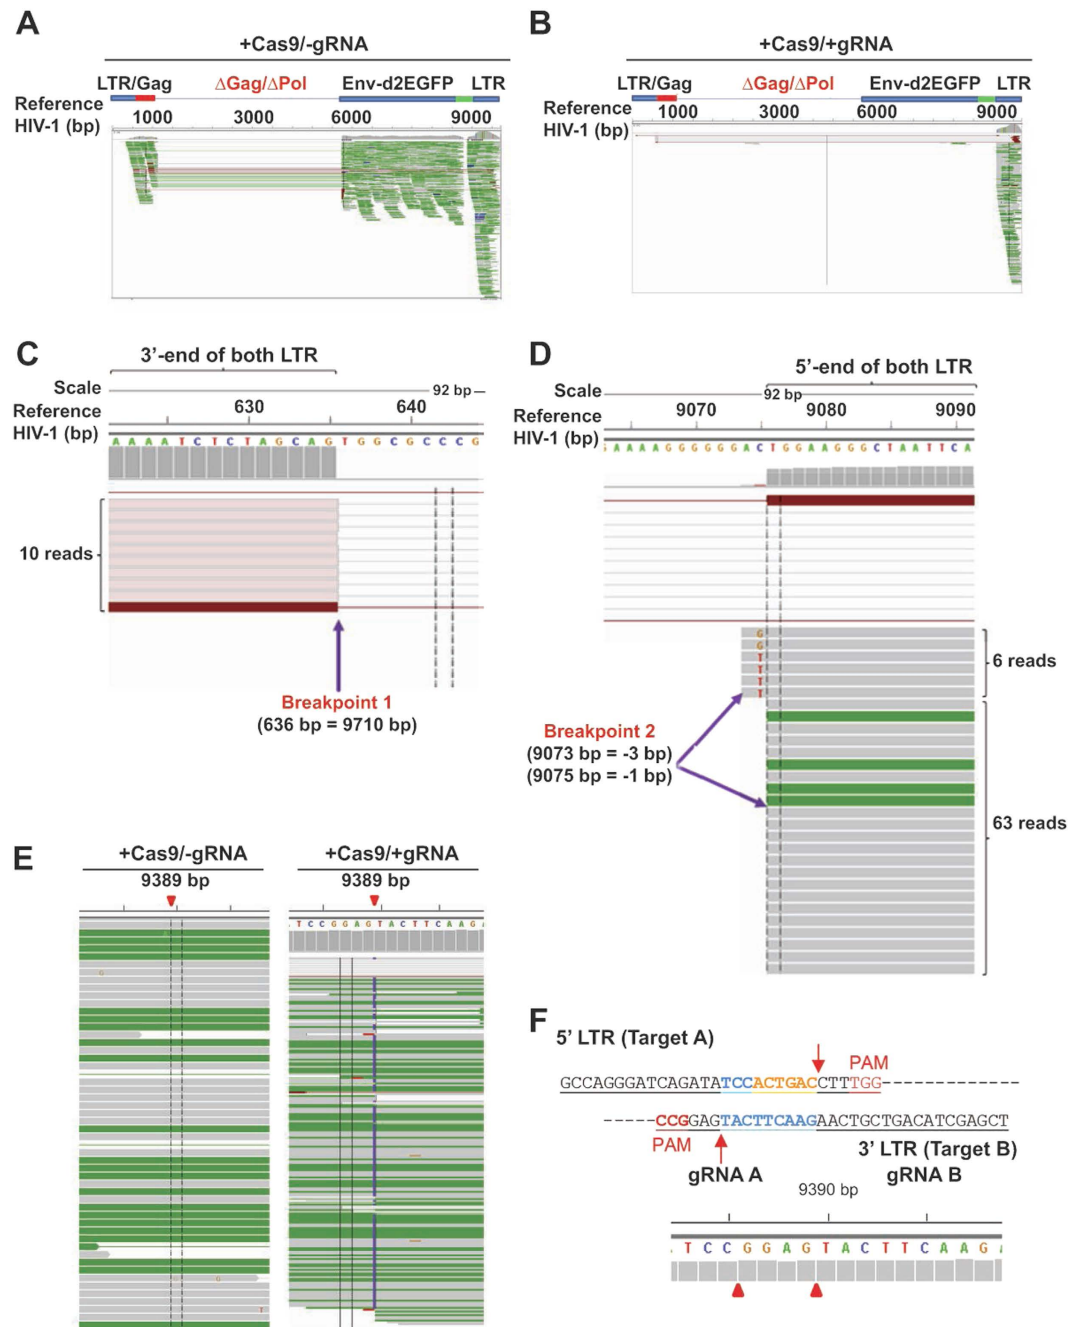 A
+Cas9/-gRNA
LTR/Gag ΔGag/ΔPol Env-d2EGFP LTR
Reference
HIV-1 (bp)
1000 3000 6000 9000
B
+Cas9/+gRNA
LTR/Gag ΔGag/ΔPol Env-d2EGFP LTR
Reference
HIV-1 (bp)
1000 3000 6000 9000
C
3’-end of both LTR
Scale
92 bp
Reference
HIV-1 (bp)
630 640
A A A A T C T C T A G C A G T G G C G C C C G
10 reads
Breakpoint 1
(636 bp = 9710 bp)
D
5’-end of both LTR
Scale
92 bp
Reference
HIV-1 (bp)
9070 9080 9090
G A A A A G G G G G G A C T G G A A G G G C T A A T T C A
G
G
T
T
T
T
6 reads
Breakpoint 2
(9073 bp = -3 bp)
(9075 bp = -1 bp)
63 reads
E
+Cas9/-gRNA
9389 bp
G
G
T
+Cas9/+gRNA
9389 bp
T C C G G A G T A C T T C A A G
F
5’ LTR (Target A)
PAM
GCCAGGGATCAGATATCCACTGACCTTTGG
CCGGAGTACTTCAAGAACTGCTGACATCGAGCT
PAM
3’ LTR (Target B)
gRNA A
gRNA B
9390 bp
T C C G G A G T A C T T C A A G